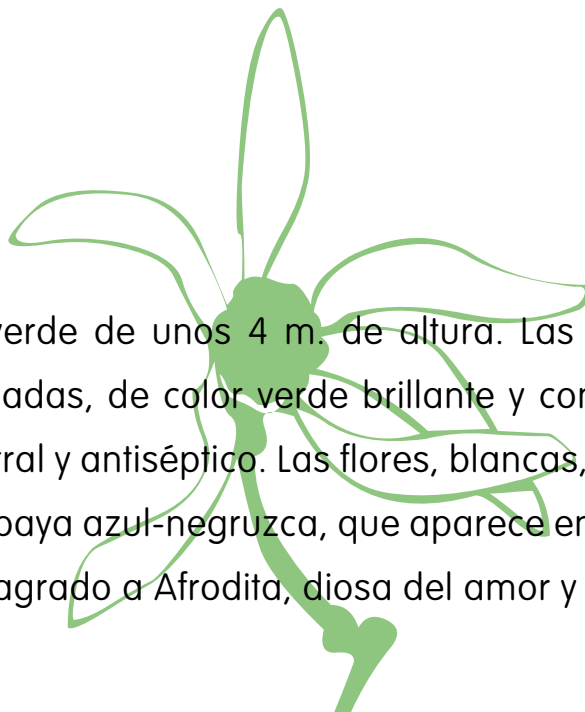 verde de unos 4 m. de altura. Las
adas, de color verde brillante y con
ral y antiséptico. Las flores, blancas,
baya azul-negruzca, que aparece en
agrado a Afrodita, diosa del amor y